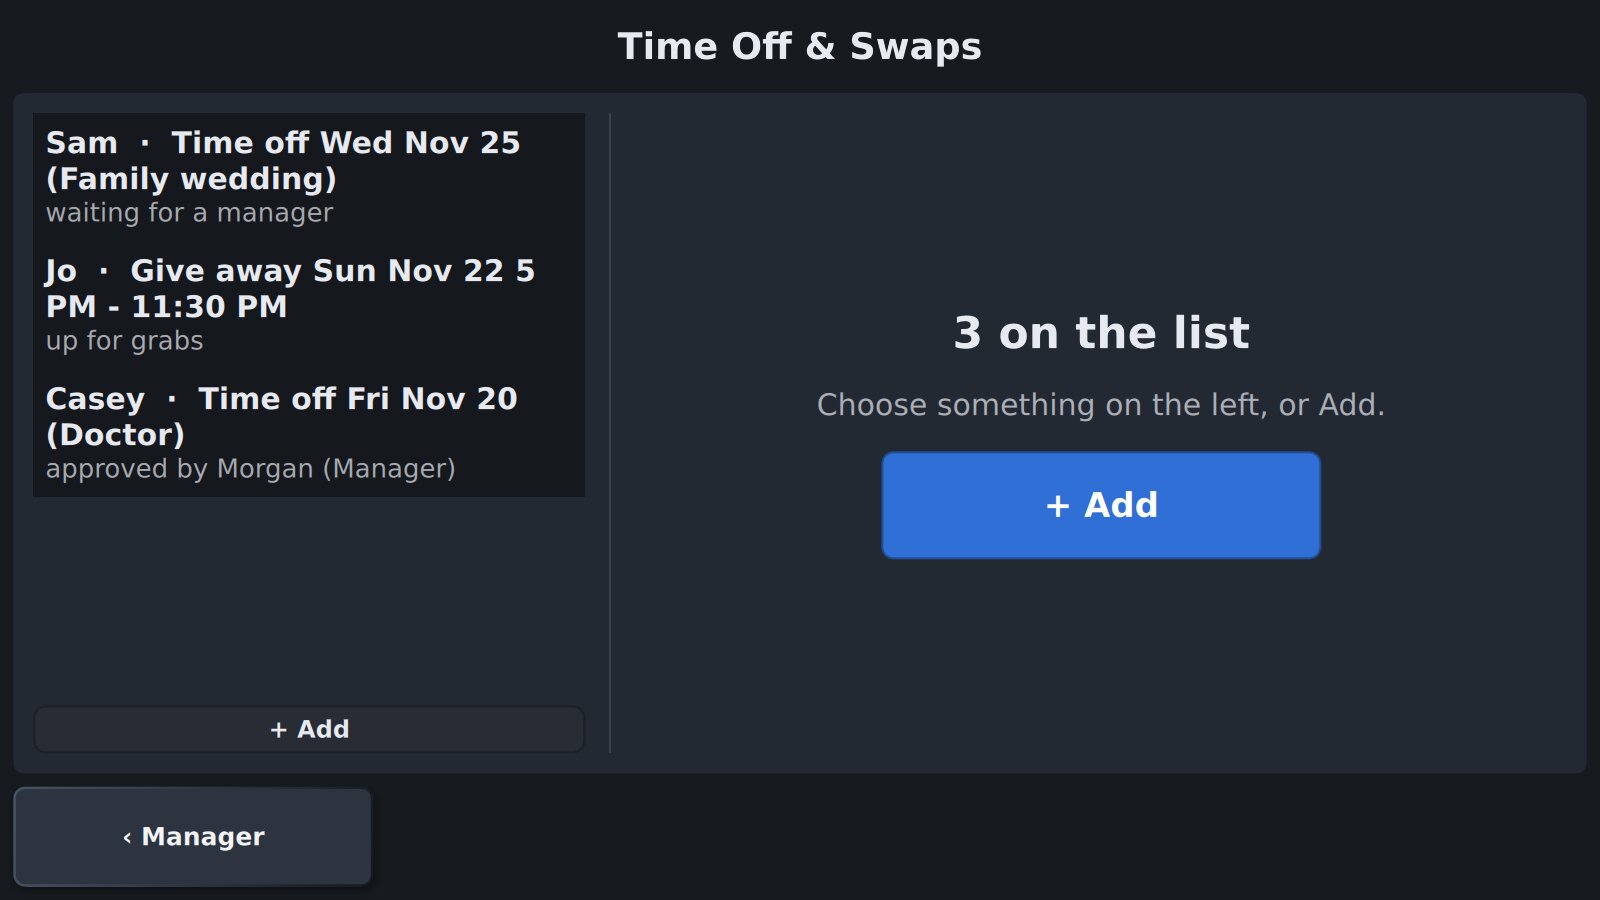 Time Off & Swaps
Sam · Time off Wed Nov 25
(Family wedding)
waiting for a manager
Jo · Give away Sun Nov 22 5
PM - 11:30 PM
up for grabs
Casey · Time off Fri Nov 20
(Doctor)
approved by Morgan (Manager)
+ Add
3 on the list
Choose something on the left, or Add.
+ Add
‹ Manager